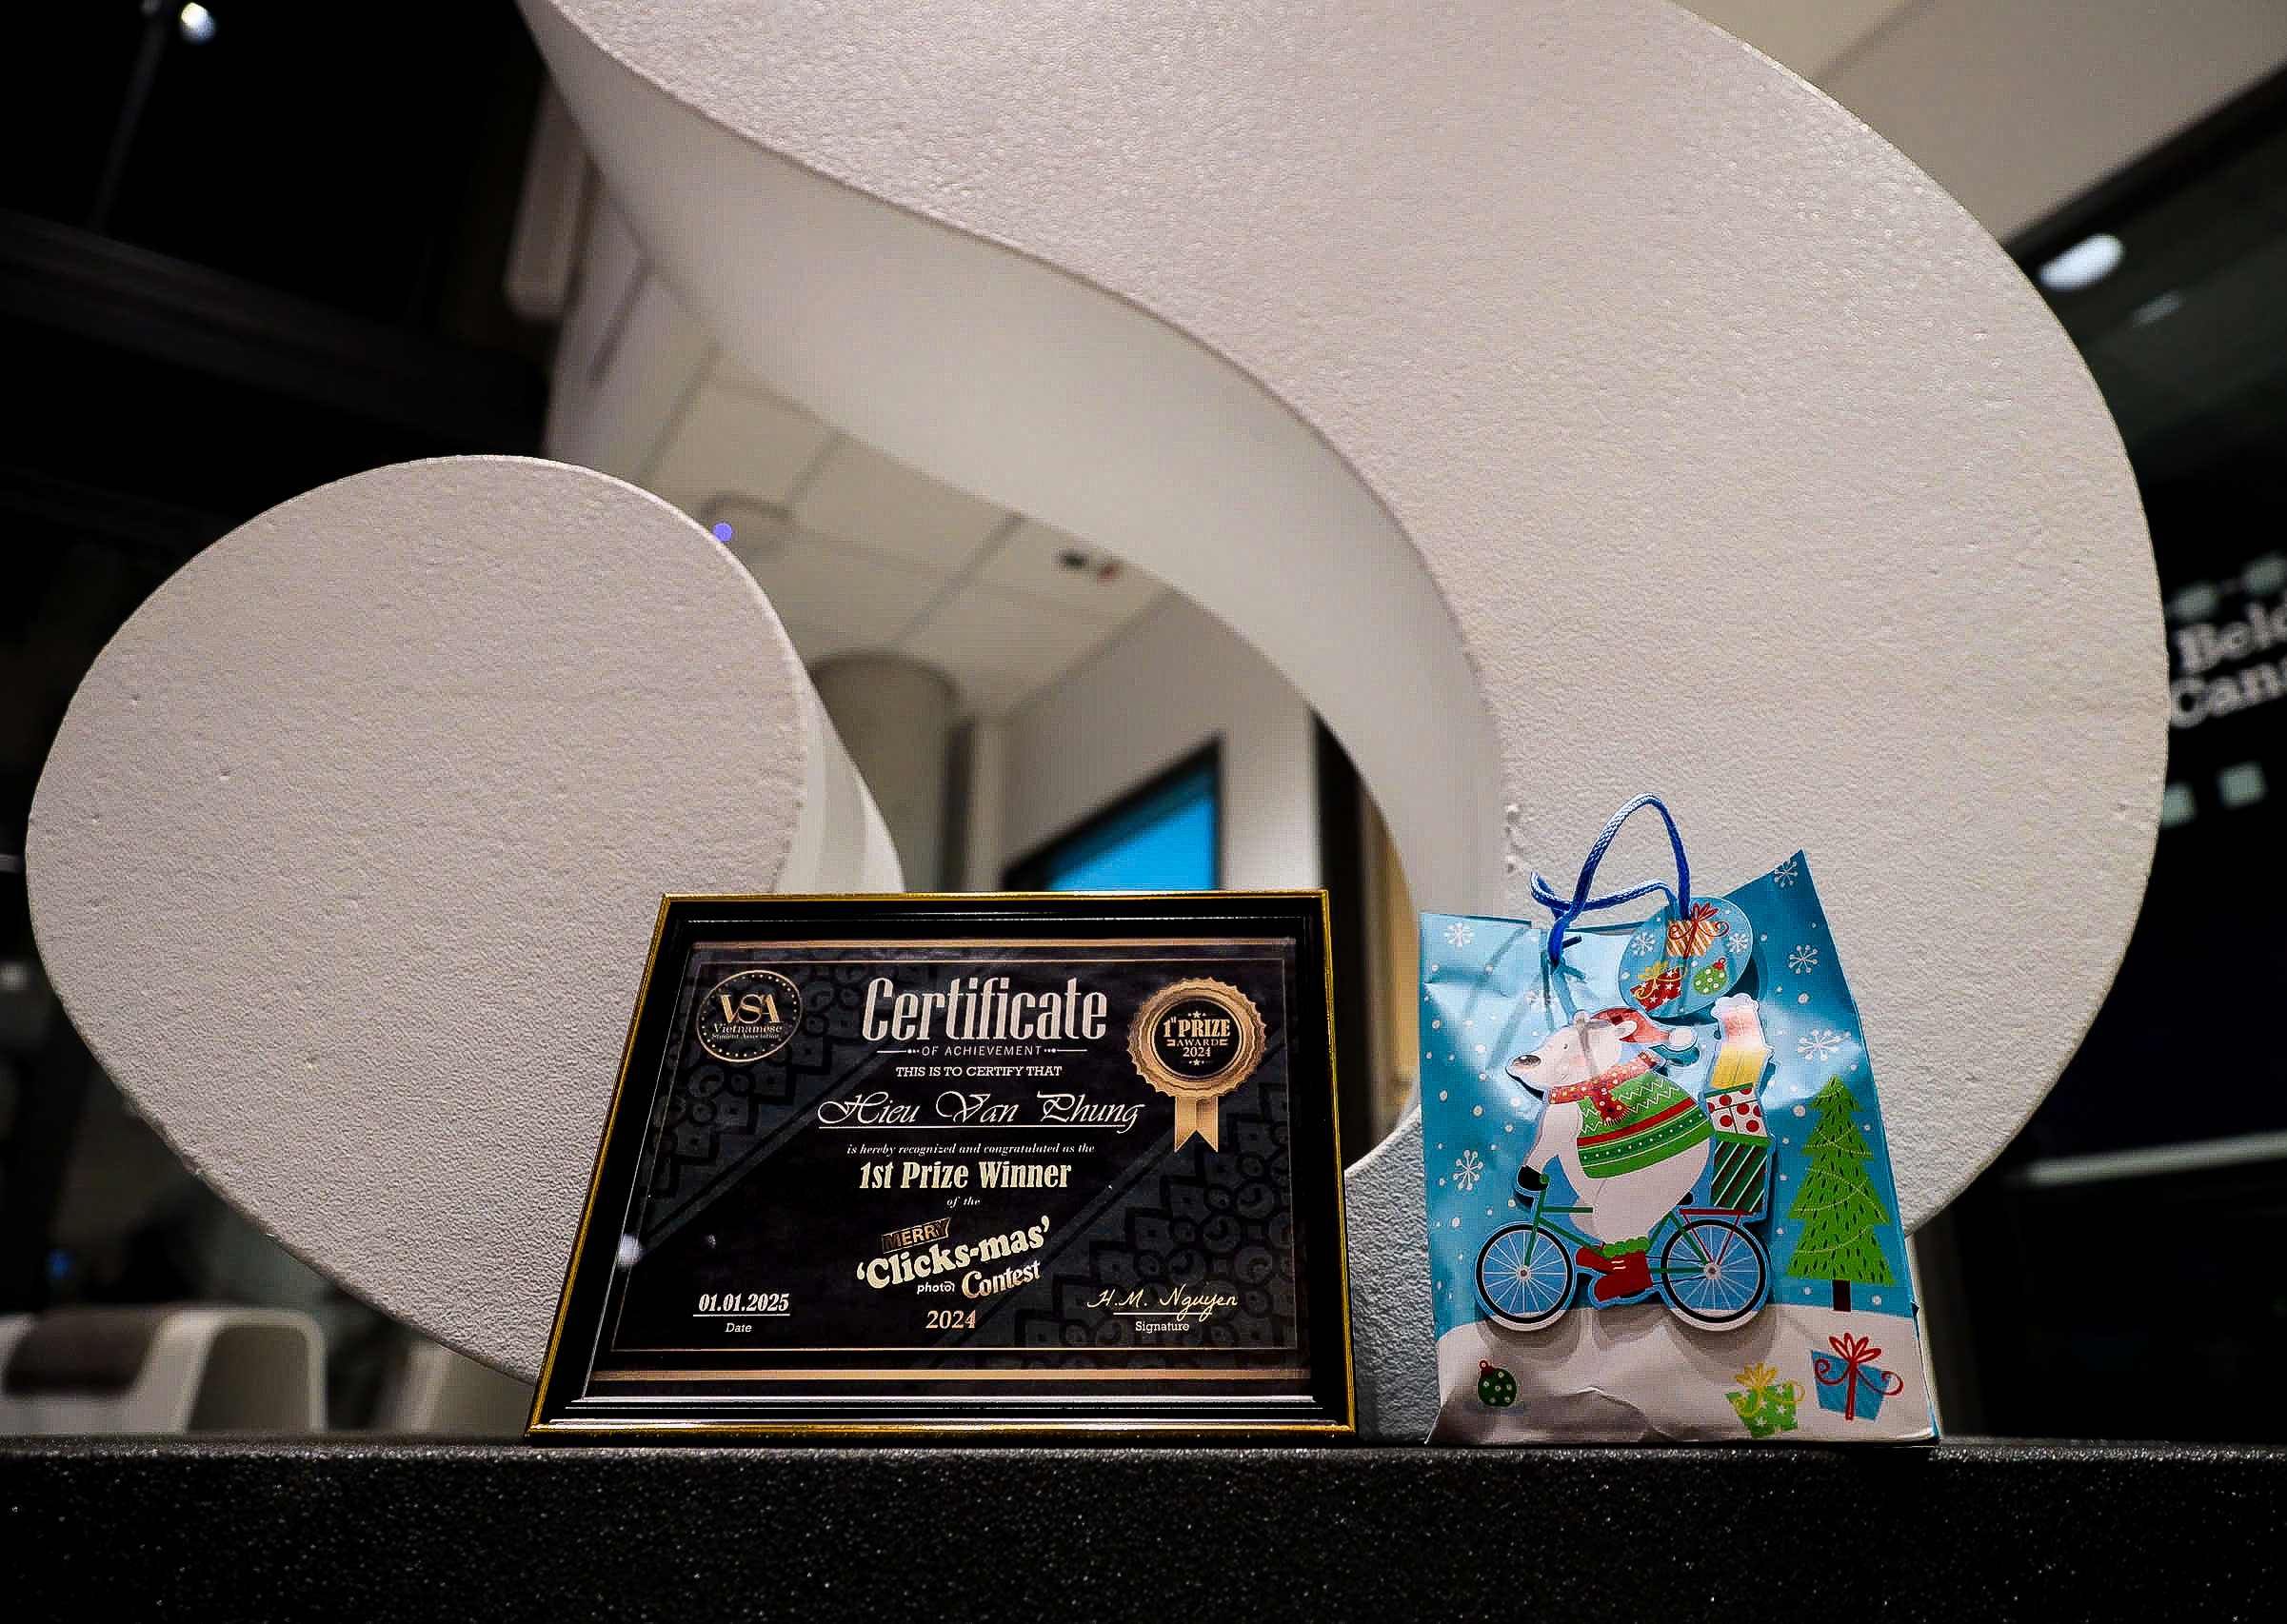 VSA
Vietnamese
Student Association
Certificate
OF ACHIEVEMENT
1st PRIZE
AWARD
2024
THIS IS TO CERTIFY THAT
Hieu Van Phung
is hereby recognized and congratulated as the
1st Prize Winner
of the
MERRY
'Clicks-mas'
photo Contest
2024
01.01.2025
Date
H.M. Nguyen
Signature